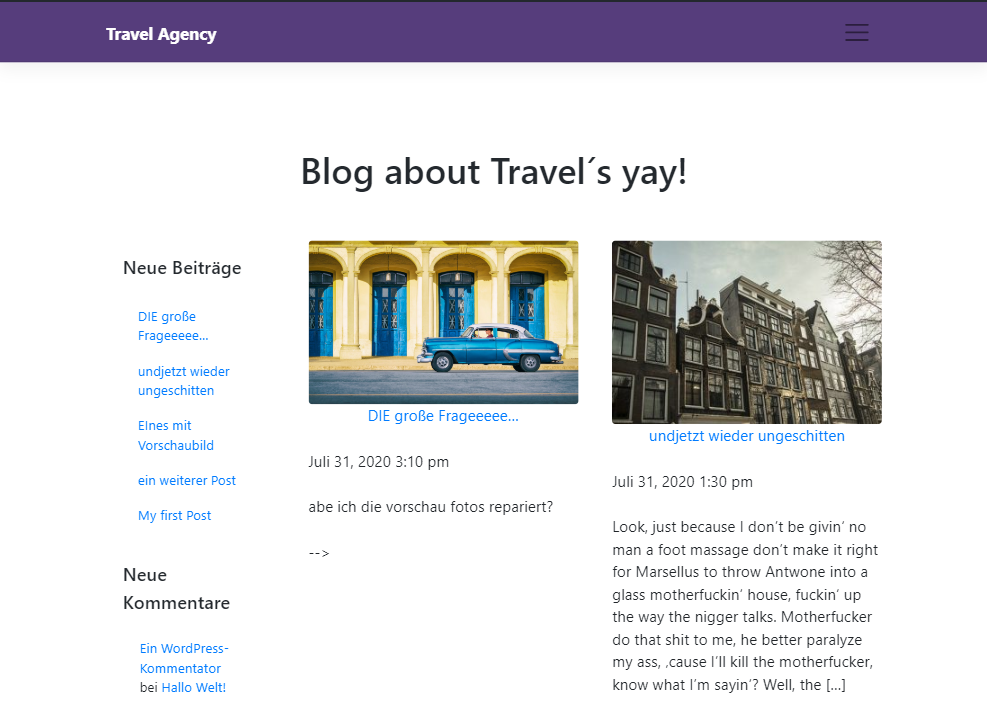 Travel Agency
Blog about Travel´s yay!
Neue Beiträge
DIE große
Frageeeee…
undjetzt wieder
ungeschitten
EInes mit
Vorschaubild
ein weiterer Post
My first Post
Neue
Kommentare
Ein WordPress-
Kommentator
bei Hallo Welt!
DIE große Frageeeee…
Juli 31, 2020 3:10 pm
abe ich die vorschau fotos repariert?
-->
undjetzt wieder ungeschitten
Juli 31, 2020 1:30 pm
Look, just because I don’t be givin’ no
man a foot massage don’t make it right
for Marsellus to throw Antwone into a
glass motherfuckin’ house, fuckin’ up
the way the nigger talks. Motherfucker
do that shit to me, he better paralyze
my ass, ‚cause I’ll kill the motherfucker,
know what I’m sayin’? Well, the […]